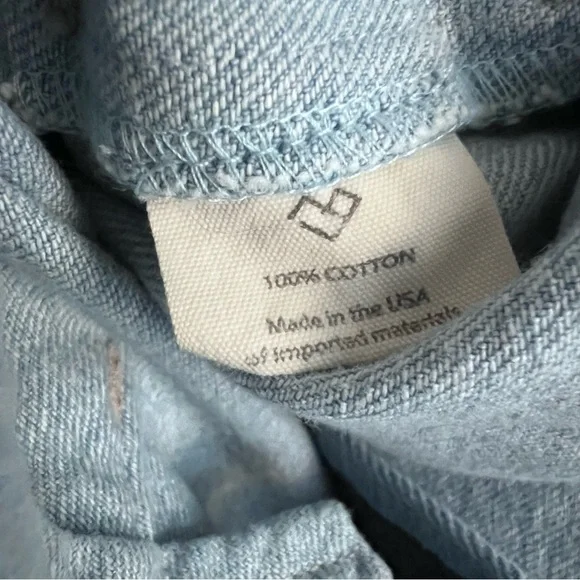 100% COTTON
Made in the USA
of imported materials